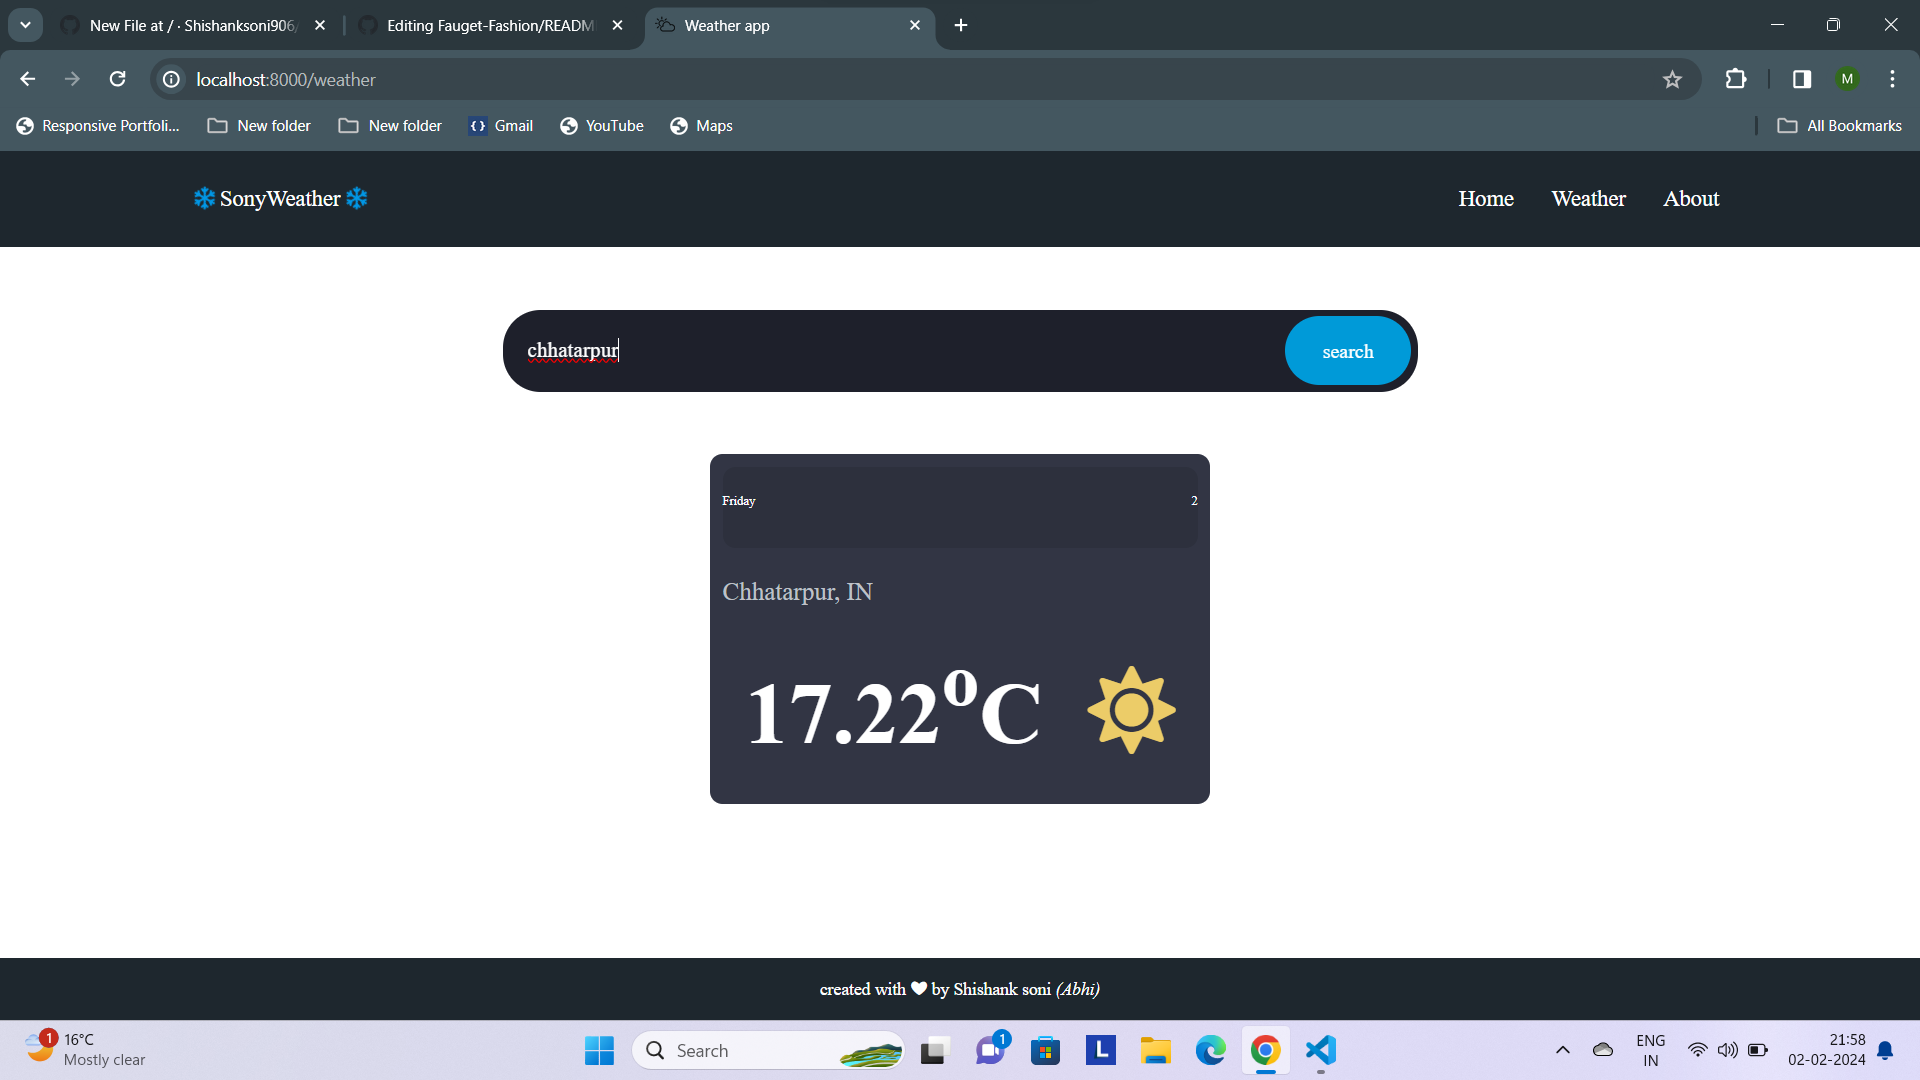 New File at / · Shishanksoni906/
Editing Fauget-Fashion/READM
Weather app
localhost:8000/weather
M
Responsive Portfoli...
New folder
New folder
Gmail
YouTube
Maps
All Bookmarks
SonyWeather
Home
Weather
About
chhatarpur
search
Friday
2
Chhatarpur, IN
17.22⁰C
created with ❤ by Shishank soni (Abhi)
1
16°C
Mostly clear
Search
1
L
ENG
IN
21:58
02-02-2024